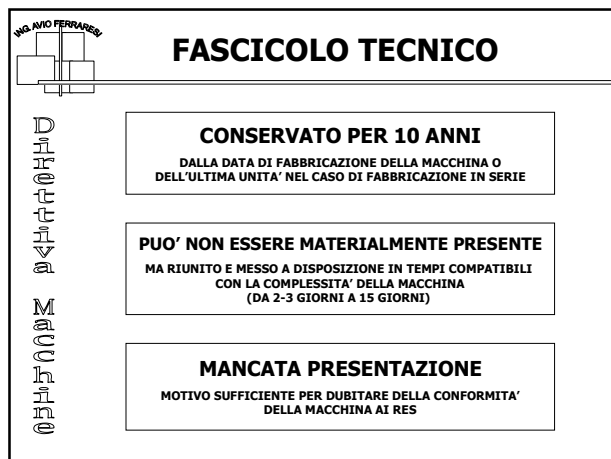 ING. AVIO FERRARESI
FASCICOLO TECNICO
Direttiva Macchine
CONSERVATO PER 10 ANNI
DALLA DATA DI FABBRICAZIONE DELLA MACCHINA O
DELL'ULTIMA UNITA' NEL CASO DI FABBRICAZIONE IN SERIE
PUO' NON ESSERE MATERIALMENTE PRESENTE
MA RIUNITO E MESSO A DISPOSIZIONE IN TEMPI COMPATIBILI
CON LA COMPLESSITA' DELLA MACCHINA
(DA 2-3 GIORNI A 15 GIORNI)
MANCATA PRESENTAZIONE
MOTIVO SUFFICIENTE PER DUBITARE DELLA CONFORMITA'
DELLA MACCHINA AI RES